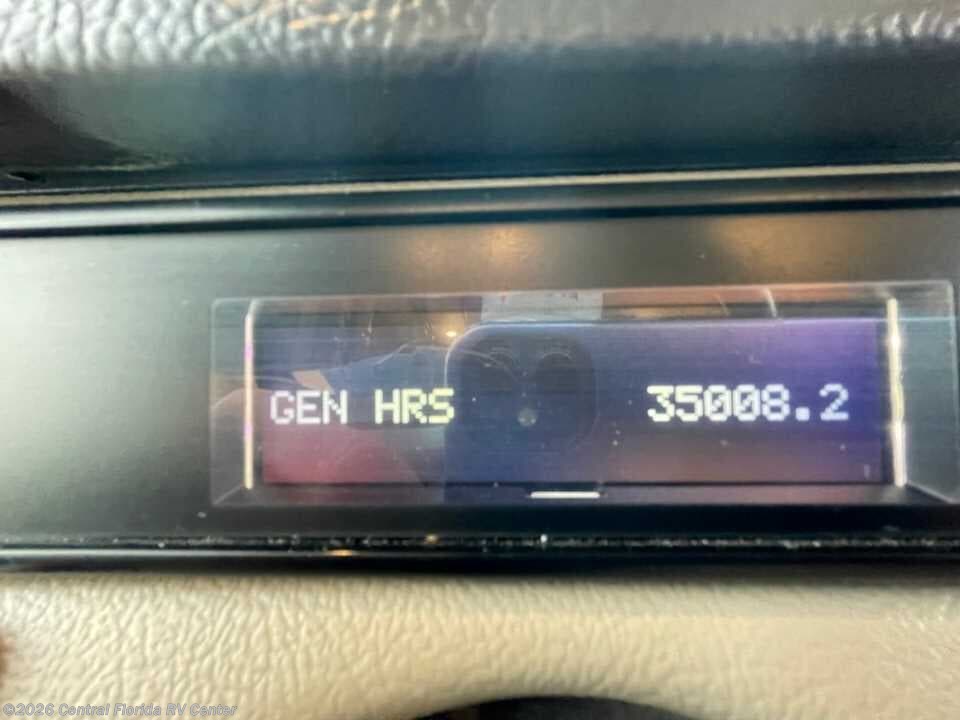 GEN HRS 35008.2
©2026 Central Florida RV Center